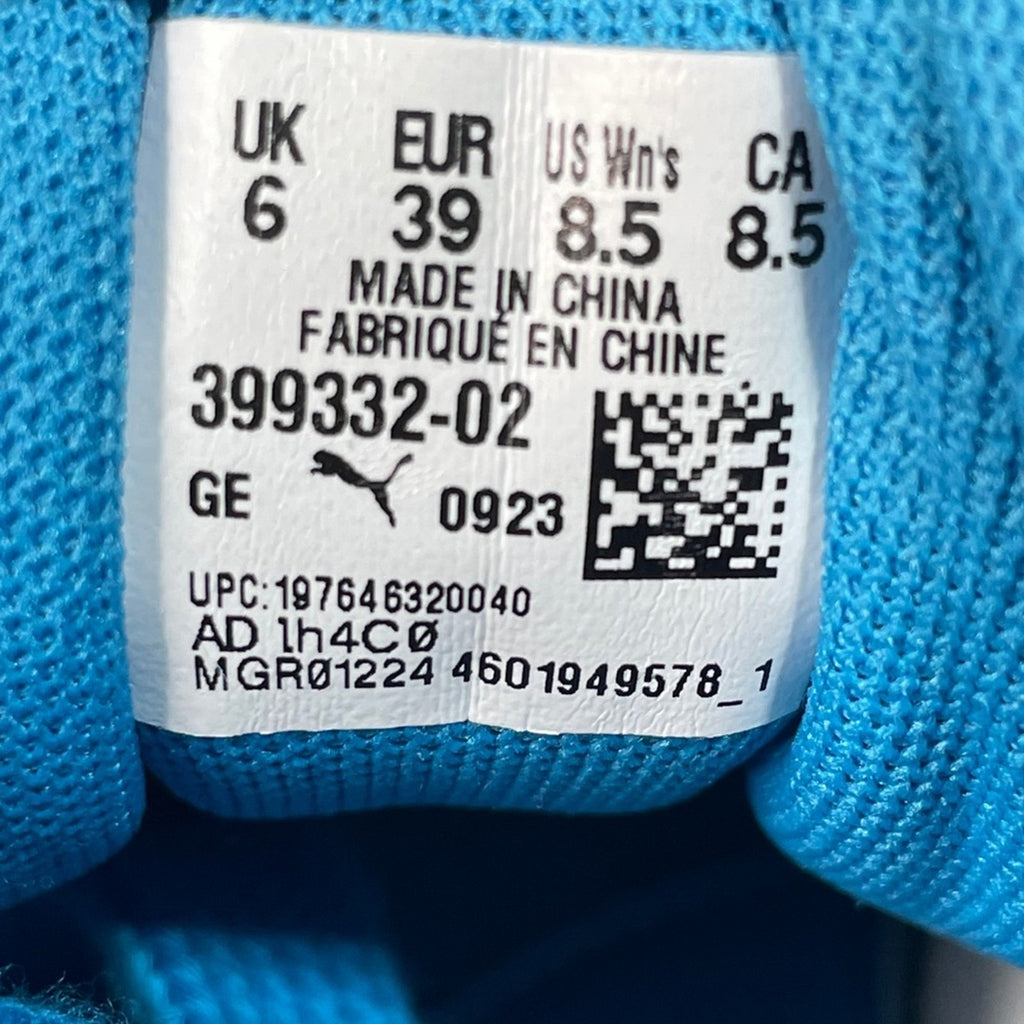 UK EUR US Wn's CA
6 39 8.5 8.5
MADE IN CHINA
FABRIQUÉ EN CHINE
399332-02
GE 0923
UPC:197646320040
AD 1h4CØ
MGRØ1224 4601949578_1